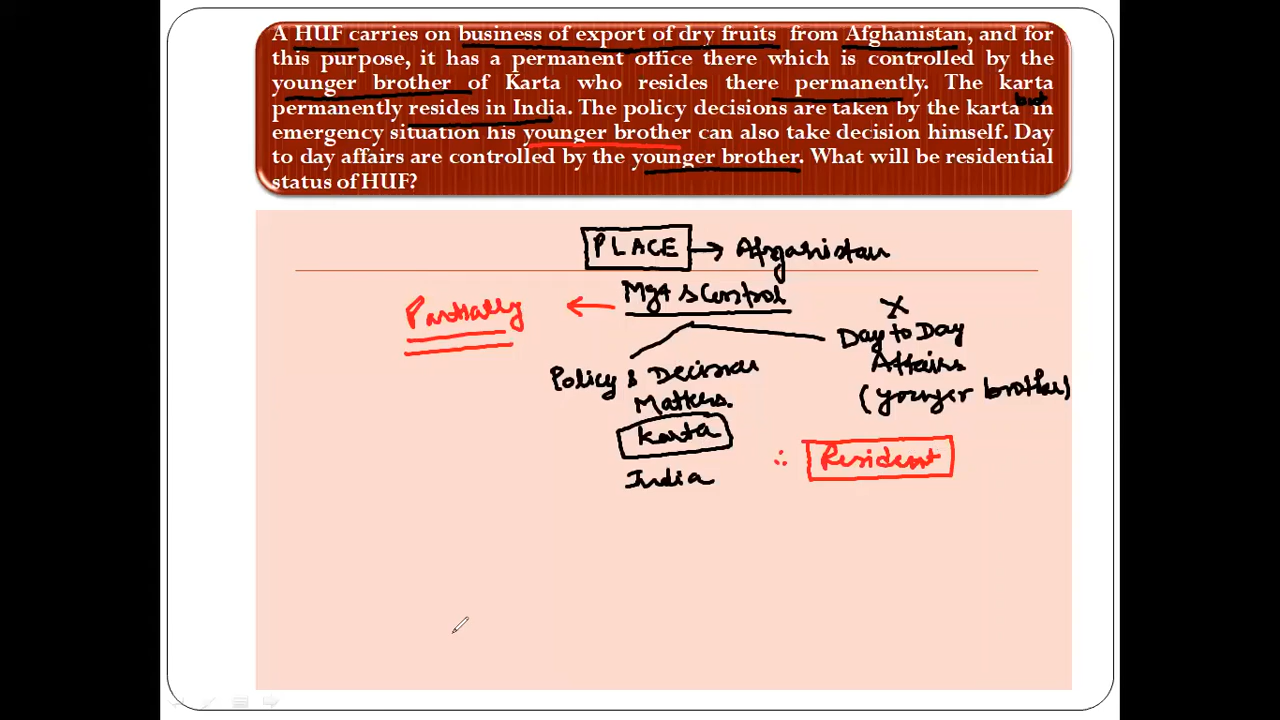 A HUF carries on business of export of dry fruits from Afghanistan, and for
this purpose, it has a permanent office there which is controlled by the
younger brother of Karta who resides there permanently. The karta
permanently resides in India. The policy decisions are taken by the karta but in
emergency situation his younger brother can also take decision himself. Day
to day affairs are controlled by the younger brother. What will be residential
status of HUF?
PLACE → Afganistan
Partially ← Mgt & Control
X
Day to Day
Affairs
(younger brother)
Policy & Decision
Matters.
Karta
India
∴ Resident